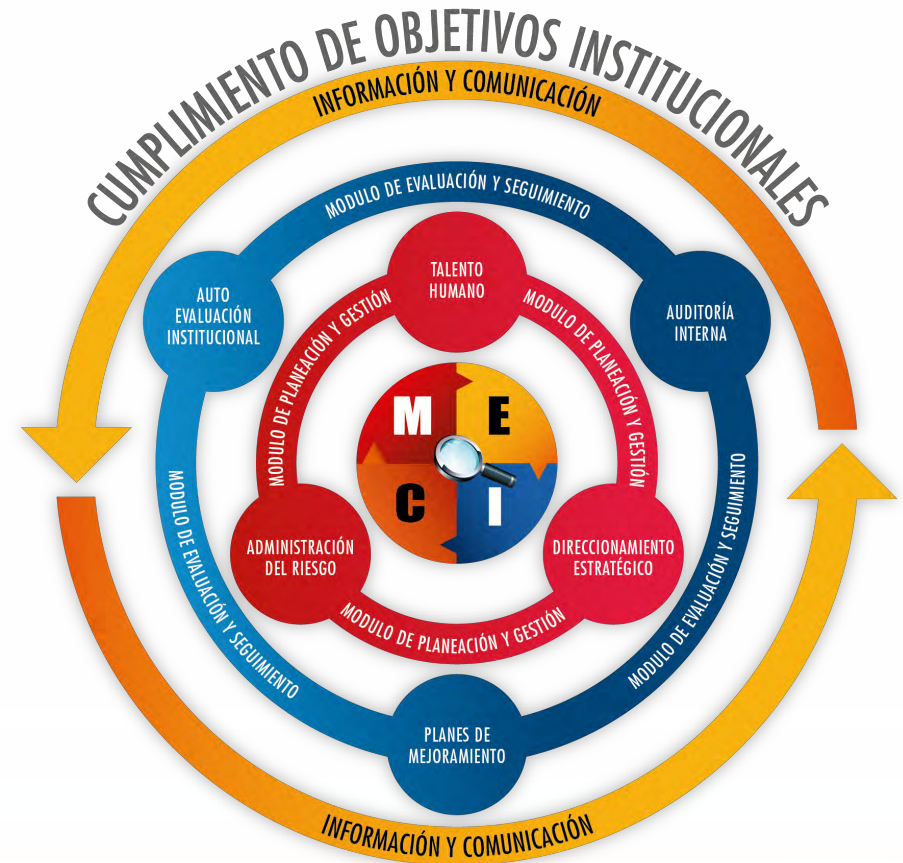 CUMPLIMIENTO DE OBJETIVOS INSTITUCIONALES
INFORMACIÓN Y COMUNICACIÓN
MODULO DE EVALUACIÓN Y SEGUIMIENTO
AUTO
EVALUACIÓN
INSTITUCIONAL
TALENTO
HUMANO
AUDITORÍA
INTERNA
MODULO DE PLANEACIÓN Y GESTIÓN
MODULO DE PLANEACIÓN Y GESTIÓN
M E
C I
MODULO DE EVALUACIÓN Y SEGUIMIENTO
MODULO DE EVALUACIÓN Y SEGUIMIENTO
ADMINISTRACIÓN
DEL RIESGO
DIRECCIONAMIENTO
ESTRATÉGICO
MODULO DE PLANEACIÓN Y GESTIÓN
PLANES DE
MEJORAMIENTO
INFORMACIÓN Y COMUNICACIÓN